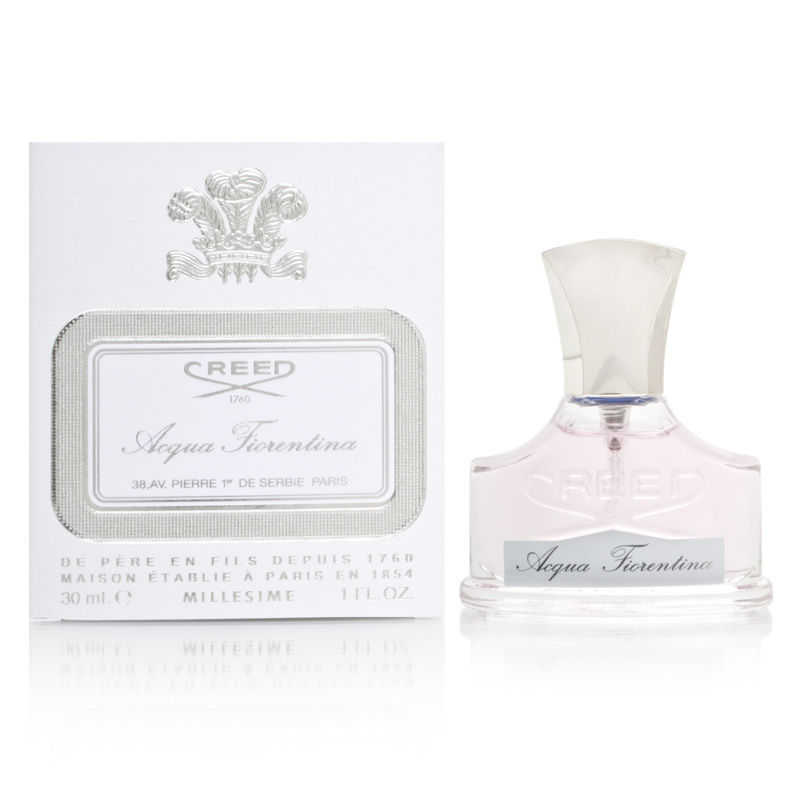 CREED
CREED
1760
Acqua Fiorentina
38,AV. PIERRE 1er DE SERBIE PARIS
DE PÈRE EN FILS DEPUIS 1760
MAISON ÉTABLIE À PARIS EN 1854
30 ml. e MILLESIME 1 FL.OZ.
CREED
Acqua Fiorentina